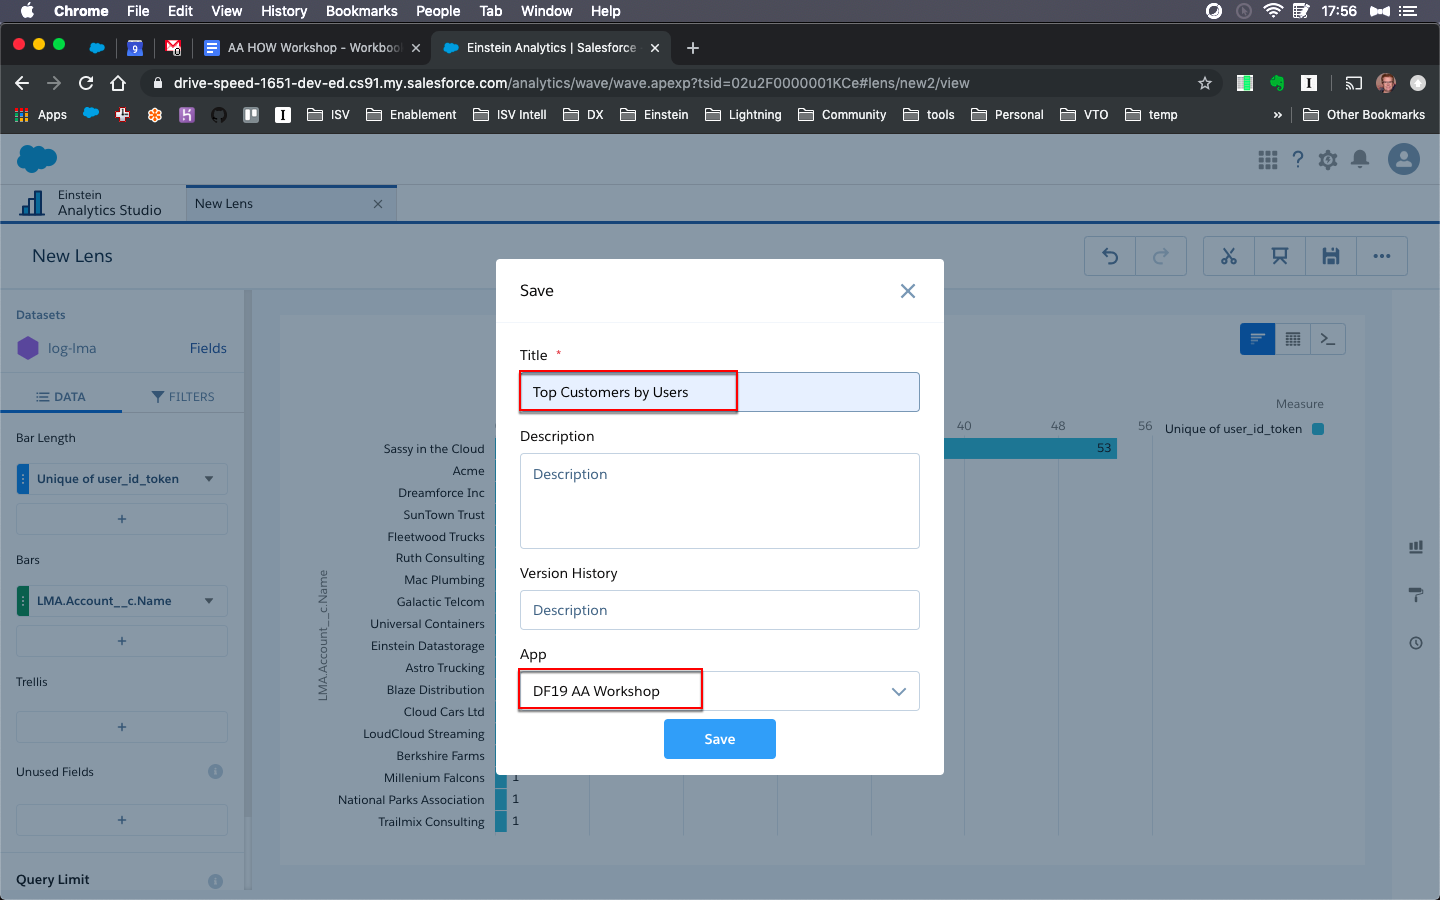 Chrome File Edit View History Bookmarks People Tab Window Help 17:56
9 0 AA HOW Workshop - Workboo Einstein Analytics | Salesforce
drive-speed-1651-dev-ed.cs91.my.salesforce.com/analytics/wave/wave.apexp?tsid=02u2F0000001KCe#lens/new2/view
Apps ISV Enablement ISV Intell DX Einstein Lightning Community tools Personal VTO temp » Other Bookmarks
Einstein
Analytics Studio
New Lens
New Lens
Datasets
log-lma Fields
DATA FILTERS
Bar Length
Unique of user_id_token
+
Bars
LMA.Account__c.Name
+
Trellis
+
Unused Fields
+
Query Limit
Save
Title *
Top Customers by Users
Description
Description
Version History
Description
App
DF19 AA Workshop
Save
Measure
Unique of user_id_token
40 48 56
LMA.Account__c.Name
Sassy in the Cloud 53
Acme
Dreamforce Inc
SunTown Trust
Fleetwood Trucks
Ruth Consulting
Mac Plumbing
Galactic Telcom
Universal Containers
Einstein Datastorage
Astro Trucking
Blaze Distribution
Cloud Cars Ltd
LoudCloud Streaming
Berkshire Farms
Millenium Falcons 1
National Parks Association 1
Trailmix Consulting 1